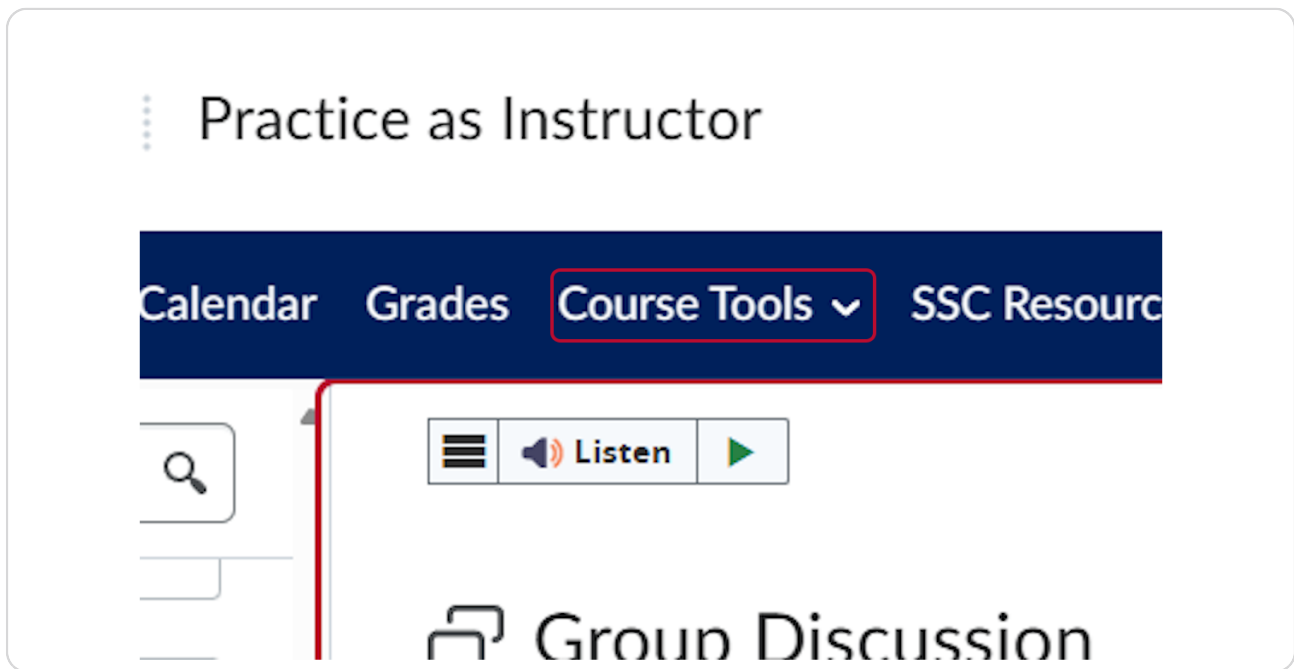 Practice as Instructor
Calendar Grades Course Tools SSC Resourc
Listen
Group Discussion